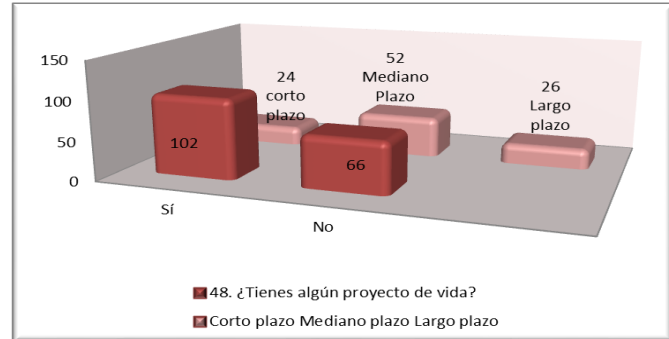 150
100
50
0
24
corto
plazo
52
Mediano
Plazo
26
Largo
plazo
102
66
Sí
No
48. ¿Tienes algún proyecto de vida?
Corto plazo Mediano plazo Largo plazo